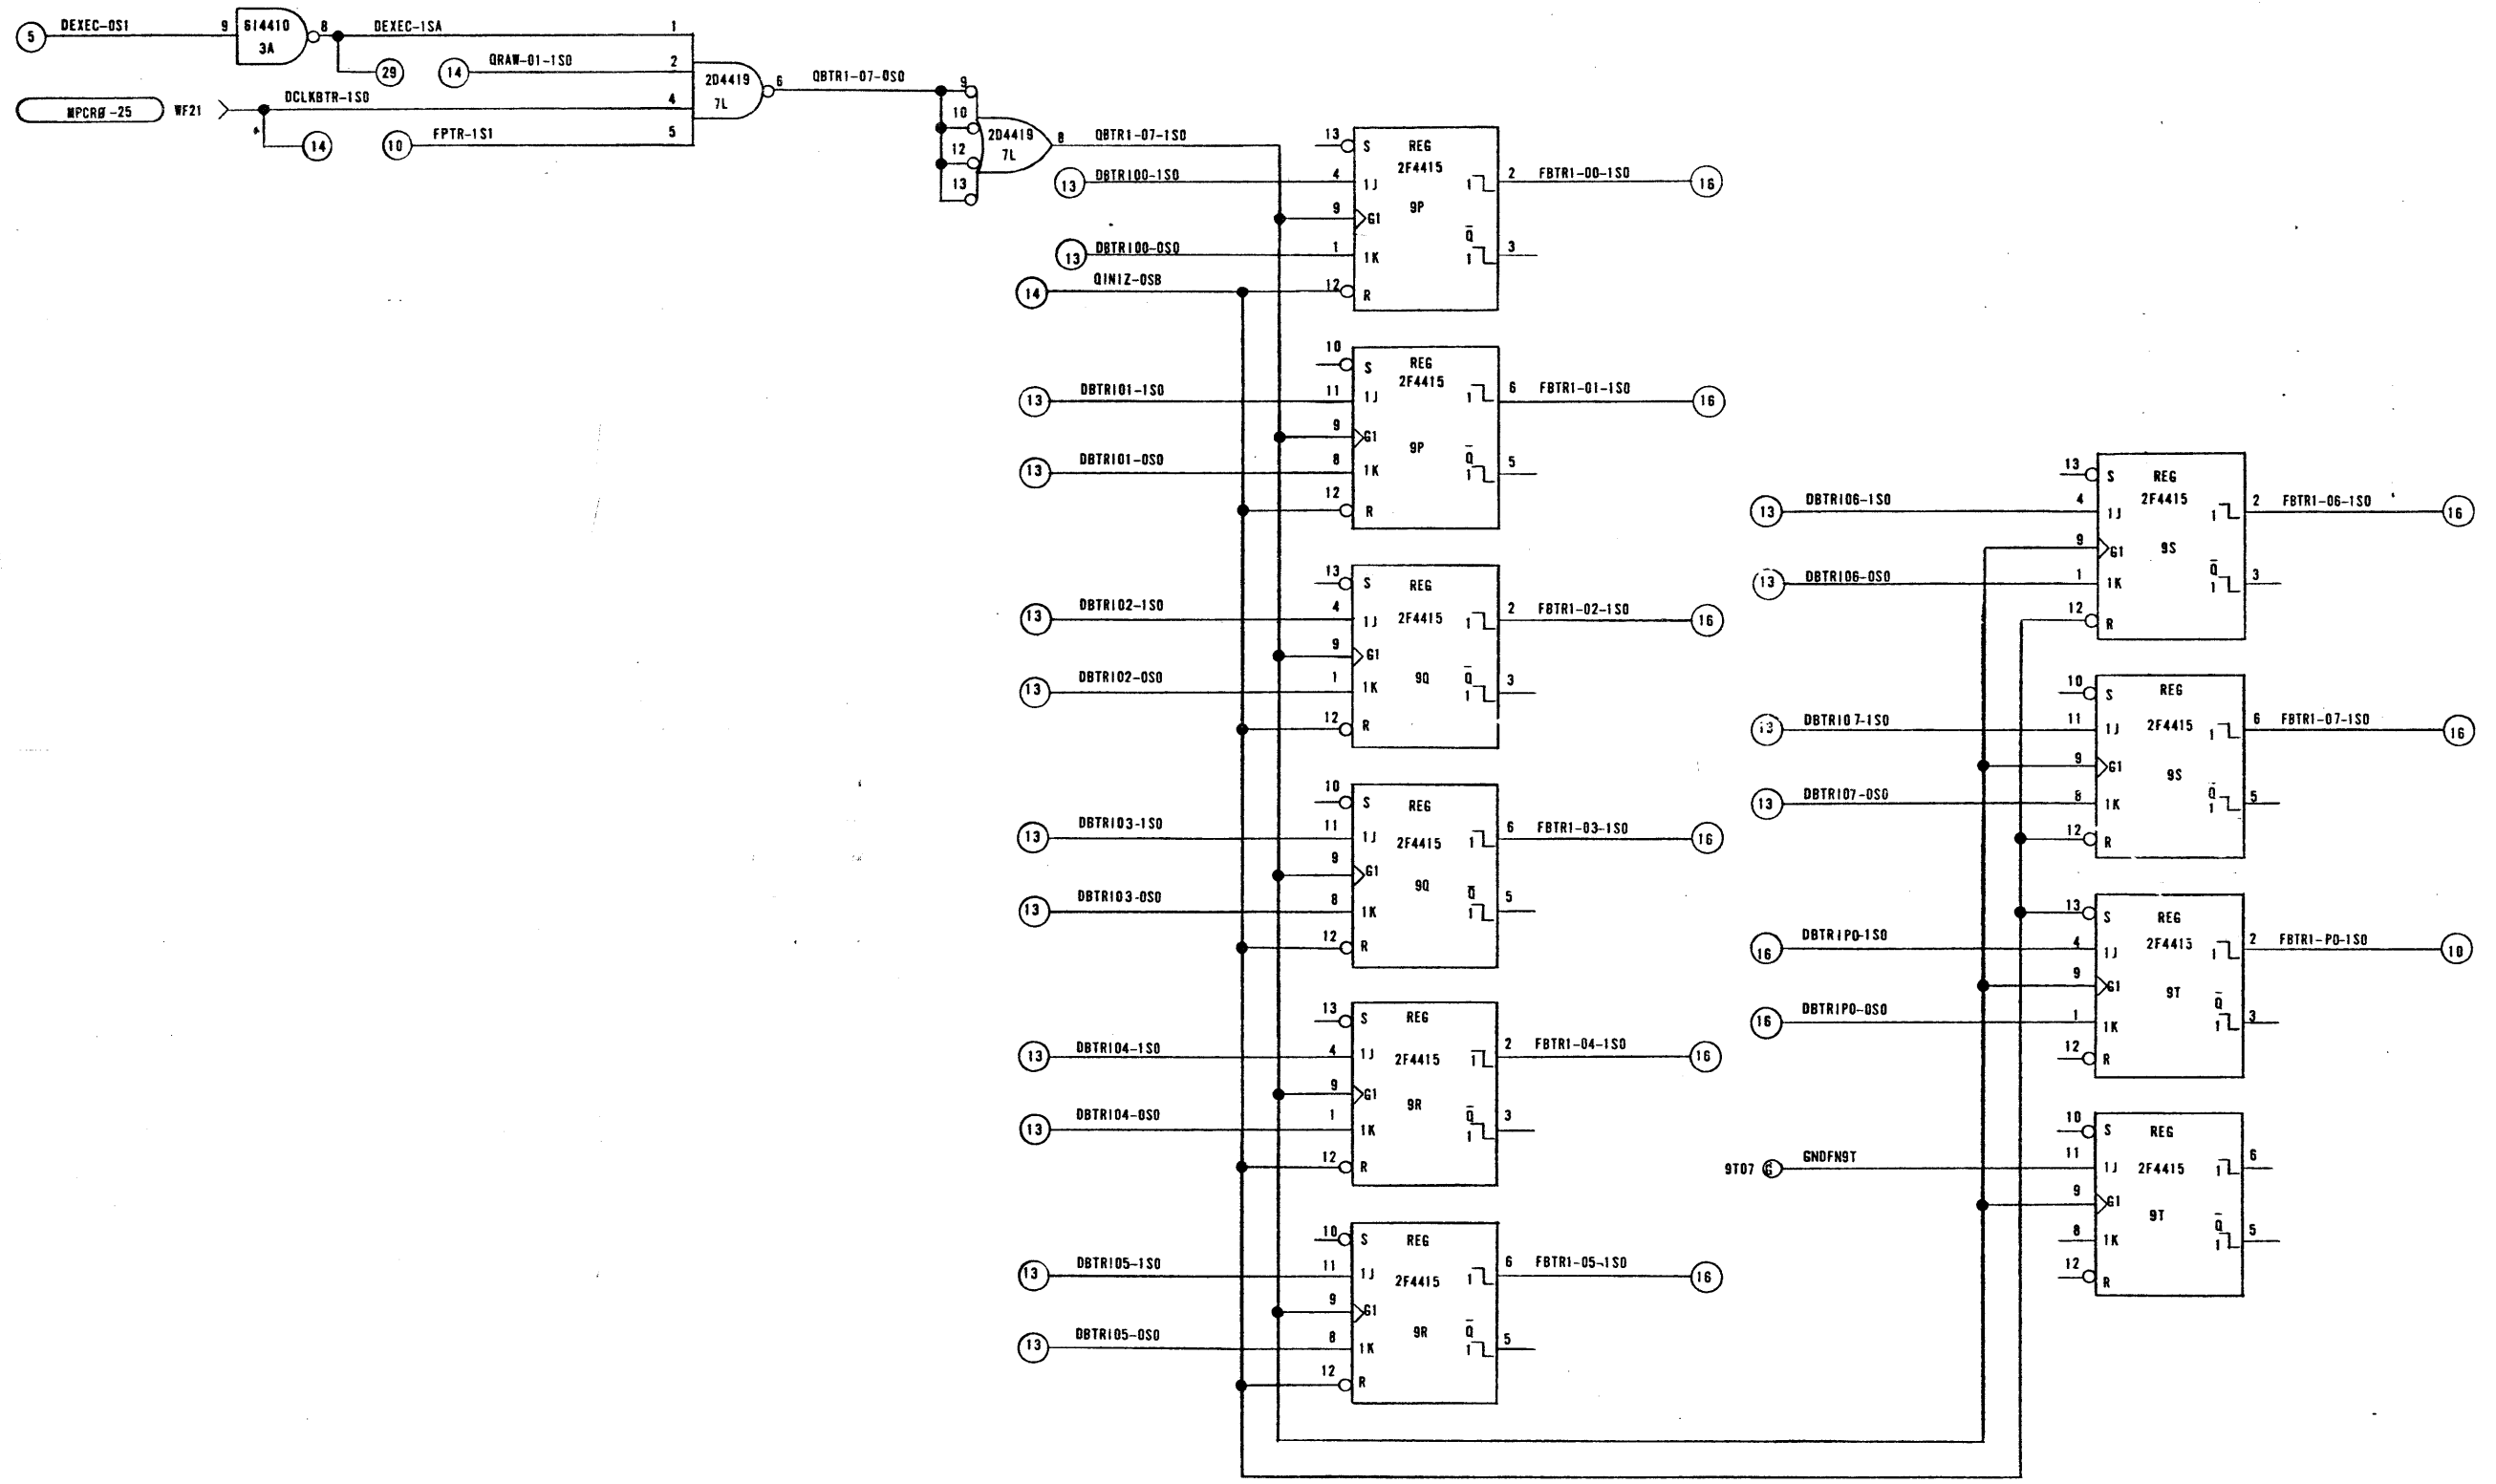 5 DEXEC-0S1 9 614410 3A 8 DEXEC-1SA 1
29
14 QRAW-01-1S0 2
MPCRØ-25 WF21 DCLKBTR-1S0 4
14
10 FPTR-1S1 5
2D4419 7L 6 QBTR1-07-0S0
9 10 12 13 2D4419 7L 8 QBTR1-07-1S0
13 S REG
2F4415
13 DBTRI00-1S0 4 1J 1 2 FBTR1-00-1S0 16
9 G1 9P
13 DBTRI00-0S0 1 1K Q̅ 1 3
14 QINIZ-0SB 12 R
10 S REG
2F4415
13 DBTRI01-1S0 11 1J 1 6 FBTR1-01-1S0 16
9 G1 9P
13 DBTRI01-0S0 8 1K Q̅ 1 5
12 R
13 S REG
13 DBTRI02-1S0 4 1J 2F4415 1 2 FBTR1-02-1S0 16
9 G1
13 DBTRI02-0S0 1 1K 9Q Q̅ 1 3
12 R
10 S REG
13 DBTRI03-1S0 11 1J 2F4415 1 6 FBTR1-03-1S0 16
9 G1 9Q
13 DBTRI03-0S0 8 1K Q̅ 1 5
12 R
13 S REG
13 DBTRI04-1S0 4 1J 2F4415 1 2 FBTR1-04-1S0 16
9 G1 9R
13 DBTRI04-0S0 1 1K Q̅ 1 3
12 R
10 S REG
13 DBTRI05-1S0 11 1J 2F4415 1 6 FBTR1-05-1S0 16
9 G1
13 DBTRI05-0S0 8 1K 9R Q̅ 1 5
12 R
13 S REG
2F4415
13 DBTRI06-1S0 4 1J 1 2 FBTR1-06-1S0 16
9 G1 9S
13 DBTRI06-0S0 1 1K Q̅ 1 3
12 R
10 S REG
13 DBTRI07-1S0 11 1J 2F4415 1 6 FBTR1-07-1S0 16
9 G1 9S
13 DBTRI07-0S0 8 1K Q̅ 1 5
12 R
13 S REG
16 DBTRIP0-1S0 4 1J 2F4415 1 2 FBTR1-P0-1S0 10
9 G1 9T
16 DBTRIP0-0S0 1 1K Q̅ 1 3
12 R
10 S REG
9T07 G GNDFN9T 11 1J 2F4415 1 6
9 G1 9T
8 1K Q̅ 1 5
12 R